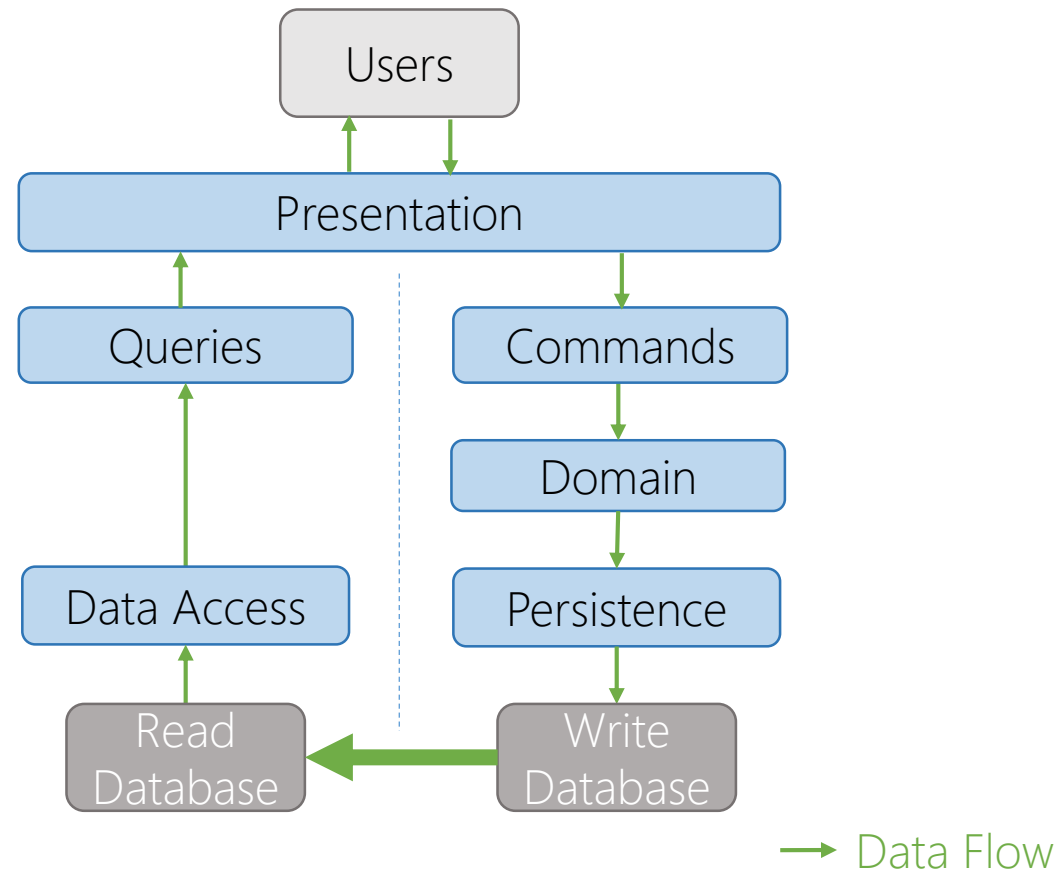 Users
Presentation
Queries
Commands
Domain
Data Access
Persistence
Read
Database
Write
Database
Data Flow